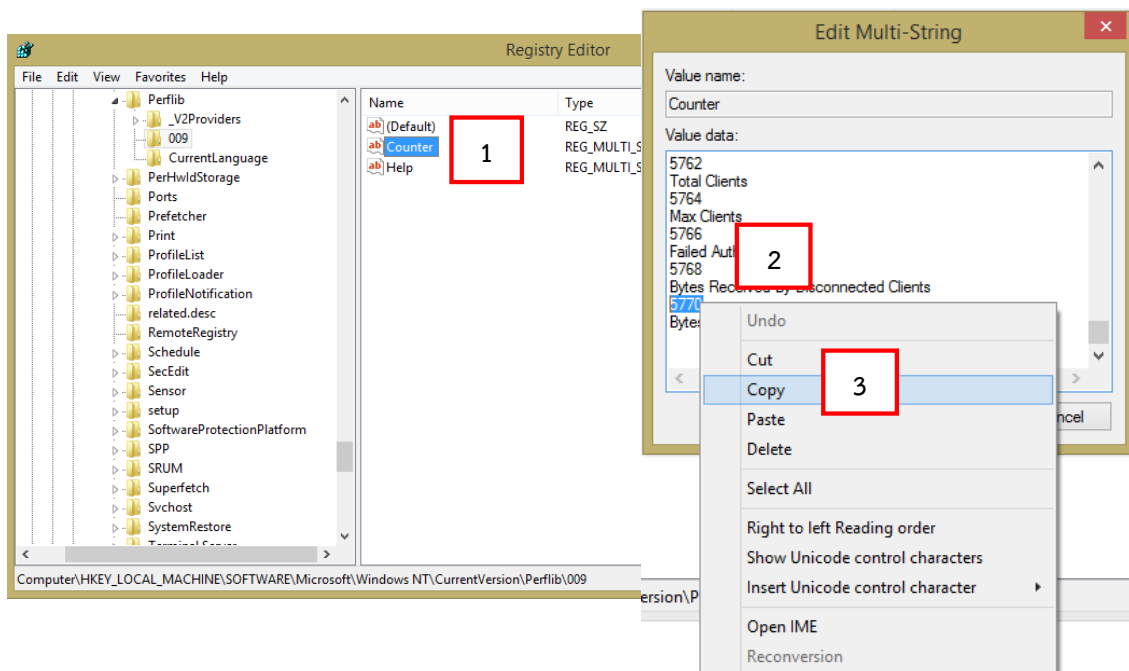 Registry Editor
File Edit View Favorites Help
Perflib
_V2Providers
009
CurrentLanguage
PerHwIdStorage
Ports
Prefetcher
Print
ProfileList
ProfileLoader
ProfileNotification
related.desc
RemoteRegistry
Schedule
SecEdit
Sensor
setup
SoftwareProtectionPlatform
SPP
SRUM
Superfetch
Svchost
SystemRestore
Name Type
ab (Default) REG_SZ
ab Counter REG_MULTI_S
ab Help REG_MULTI_S
1
Computer\HKEY_LOCAL_MACHINE\SOFTWARE\Microsoft\Windows NT\CurrentVersion\Perflib\009
Edit Multi-String
Value name:
Counter
Value data:
5762
Total Clients
5764
Max Clients
5766
Failed Auth
5768
Bytes Received by Disconnected Clients
5770
Bytes
2
Undo
Cut
Copy
3
Paste
Delete
Select All
Right to left Reading order
Show Unicode control characters
Insert Unicode control character
Open IME
Reconversion
ncel
ersion\P